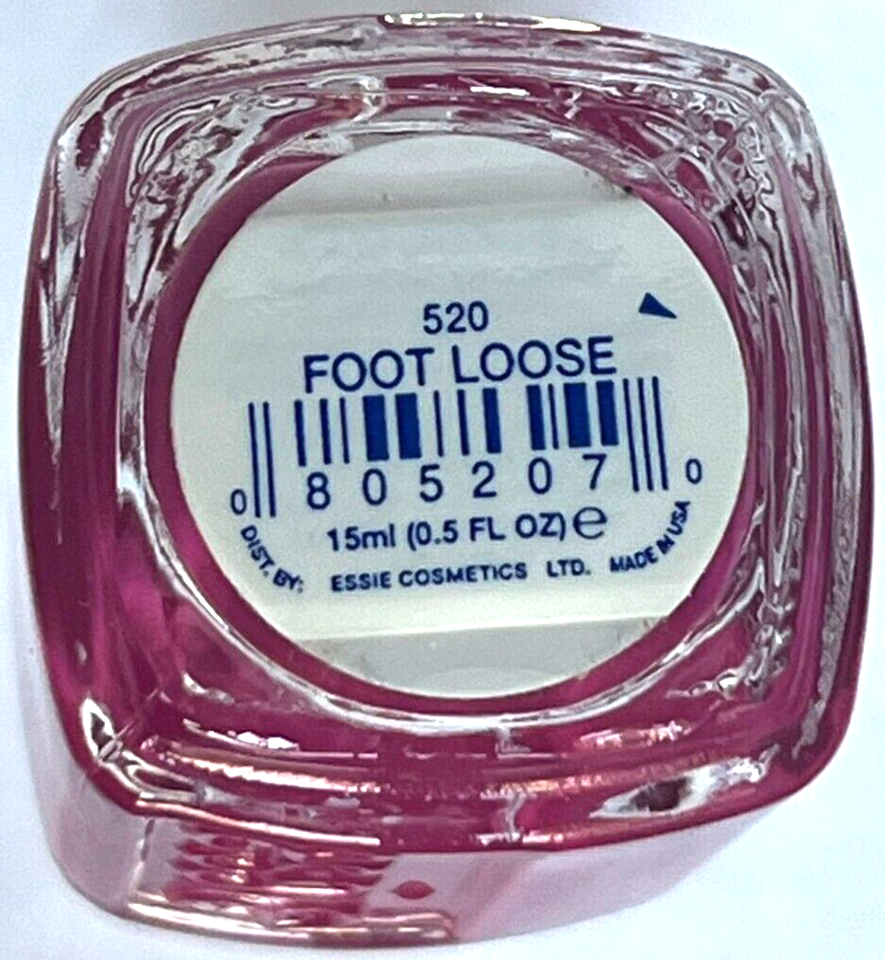 520
FOOT LOOSE
0 805207 0
15ml (0.5 FL OZ) ℮
DIST. BY: ESSIE COSMETICS LTD. MADE IN USA